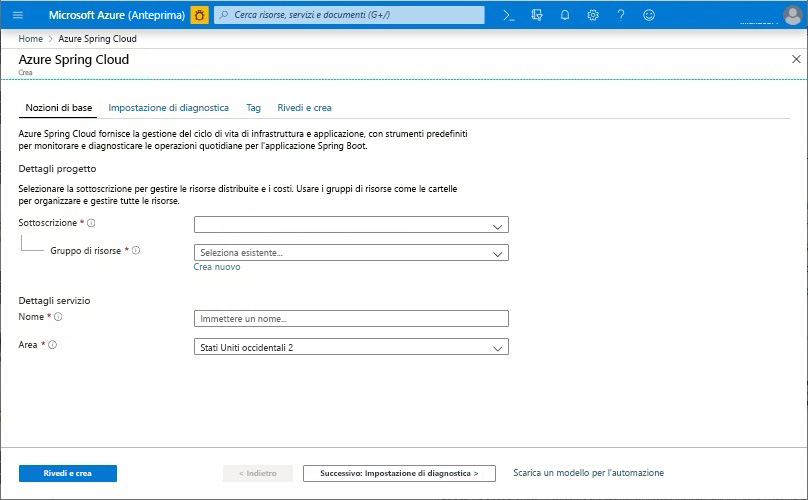 Microsoft Azure (Anteprima)
Cerca risorse, servizi e documenti (G+/)
Home > Azure Spring Cloud
Azure Spring Cloud
Crea
Nozioni di base Impostazione di diagnostica Tag Rivedi e crea
Azure Spring Cloud fornisce la gestione del ciclo di vita di infrastruttura e applicazione, con strumenti predefiniti
per monitorare e diagnosticare le operazioni quotidiane per l'applicazione Spring Boot.
Dettagli progetto
Selezionare la sottoscrizione per gestire le risorse distribuite e i costi. Usare i gruppi di risorse come le cartelle
per organizzare e gestire tutte le risorse.
Sottoscrizione *
Gruppo di risorse * Seleziona esistente...
Crea nuovo
Dettagli servizio
Nome * Immettere un nome...
Area * Stati Uniti occidentali 2
Rivedi e crea < Indietro Successivo: Impostazione di diagnostica > Scarica un modello per l'automazione